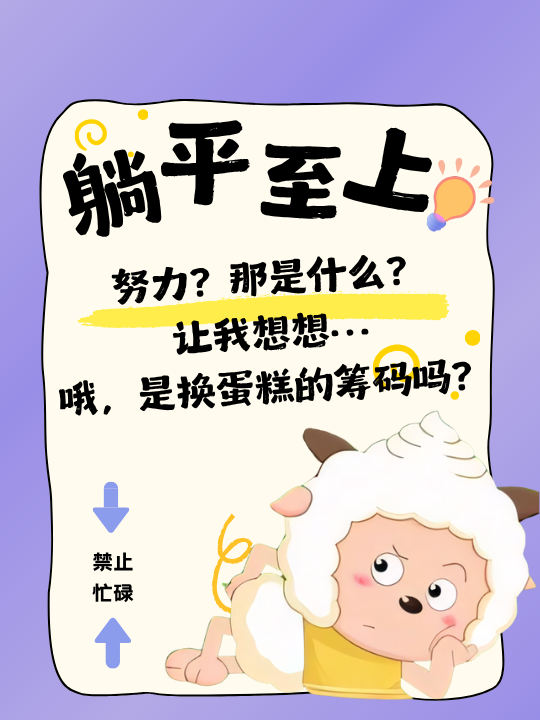 躺平至上
努力？那是什么？
让我想想…
哦，是换蛋糕的筹码吗？
禁止
忙碌